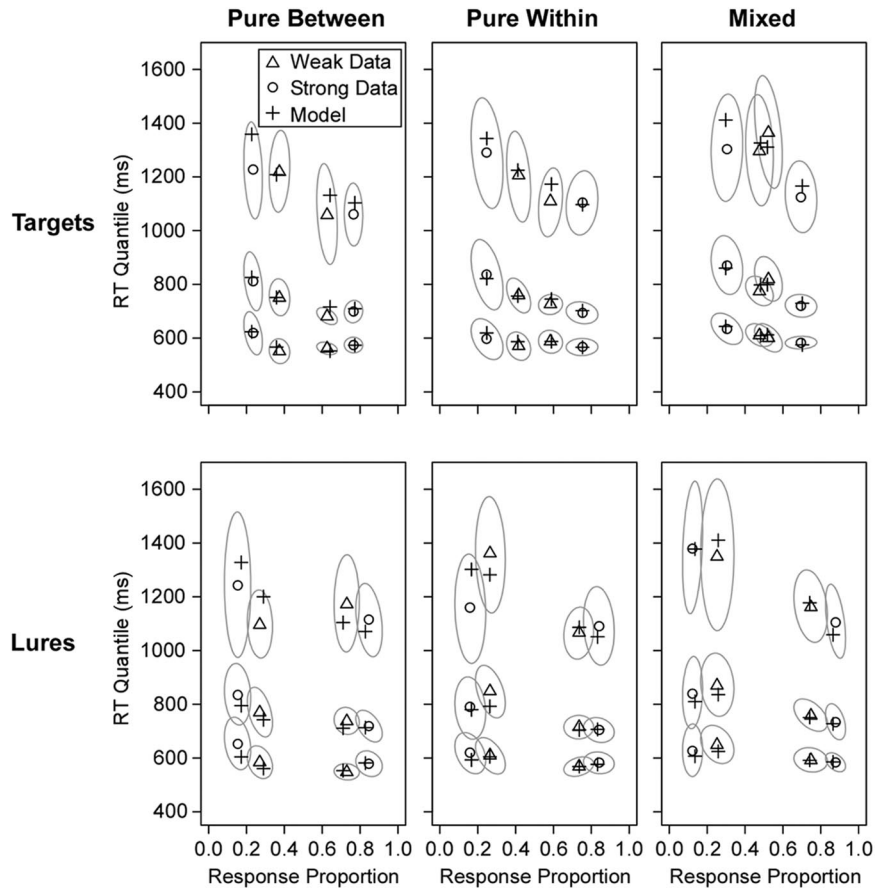 Pure Between Pure Within Mixed
Targets
RT Quantile (ms)
1600
1400
1200
1000
800
600
400
Weak Data
Strong Data
Model
Lures
RT Quantile (ms)
1600
1400
1200
1000
800
600
400
0.0 0.2 0.4 0.6 0.8 1.0 0.0 0.2 0.4 0.6 0.8 1.0 0.0 0.2 0.4 0.6 0.8 1.0
Response Proportion Response Proportion Response Proportion